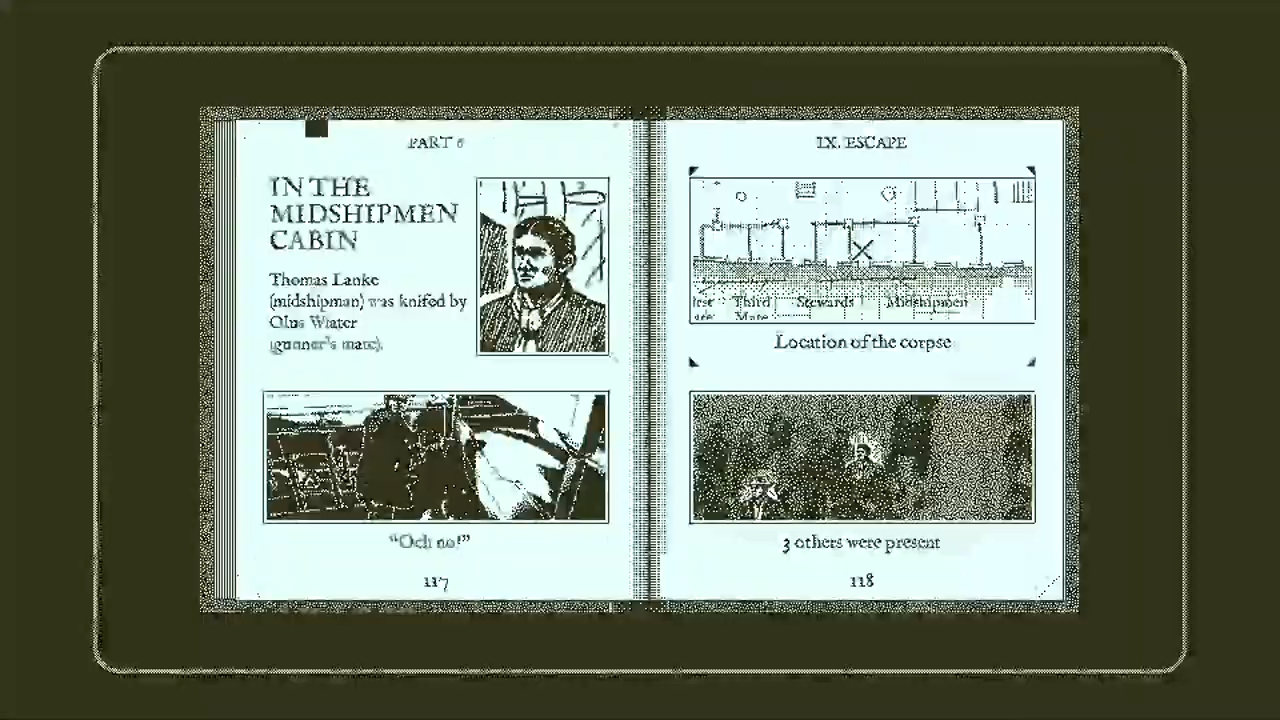 PART 6
IN THE
MIDSHIPMEN
CABIN
Thomas Lanke
(midshipman) was knifed by
Olus Wiater
(gunner's mate).
"Och no!"
117
IX. ESCAPE
Third
Mate
Stewards
Midshipmen
Location of the corpse
3 others were present
118